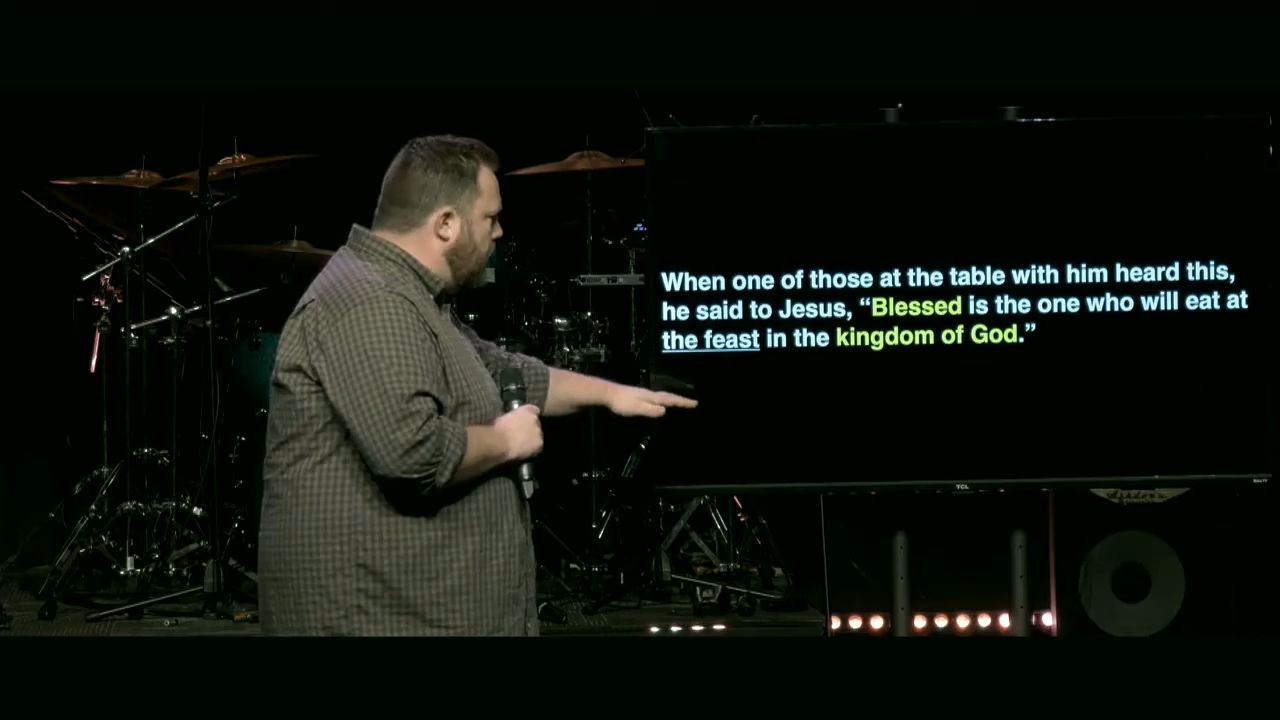 When one of those at the table with him heard this,
he said to Jesus, “Blessed is the one who will eat at
the feast in the kingdom of God.”
TCL